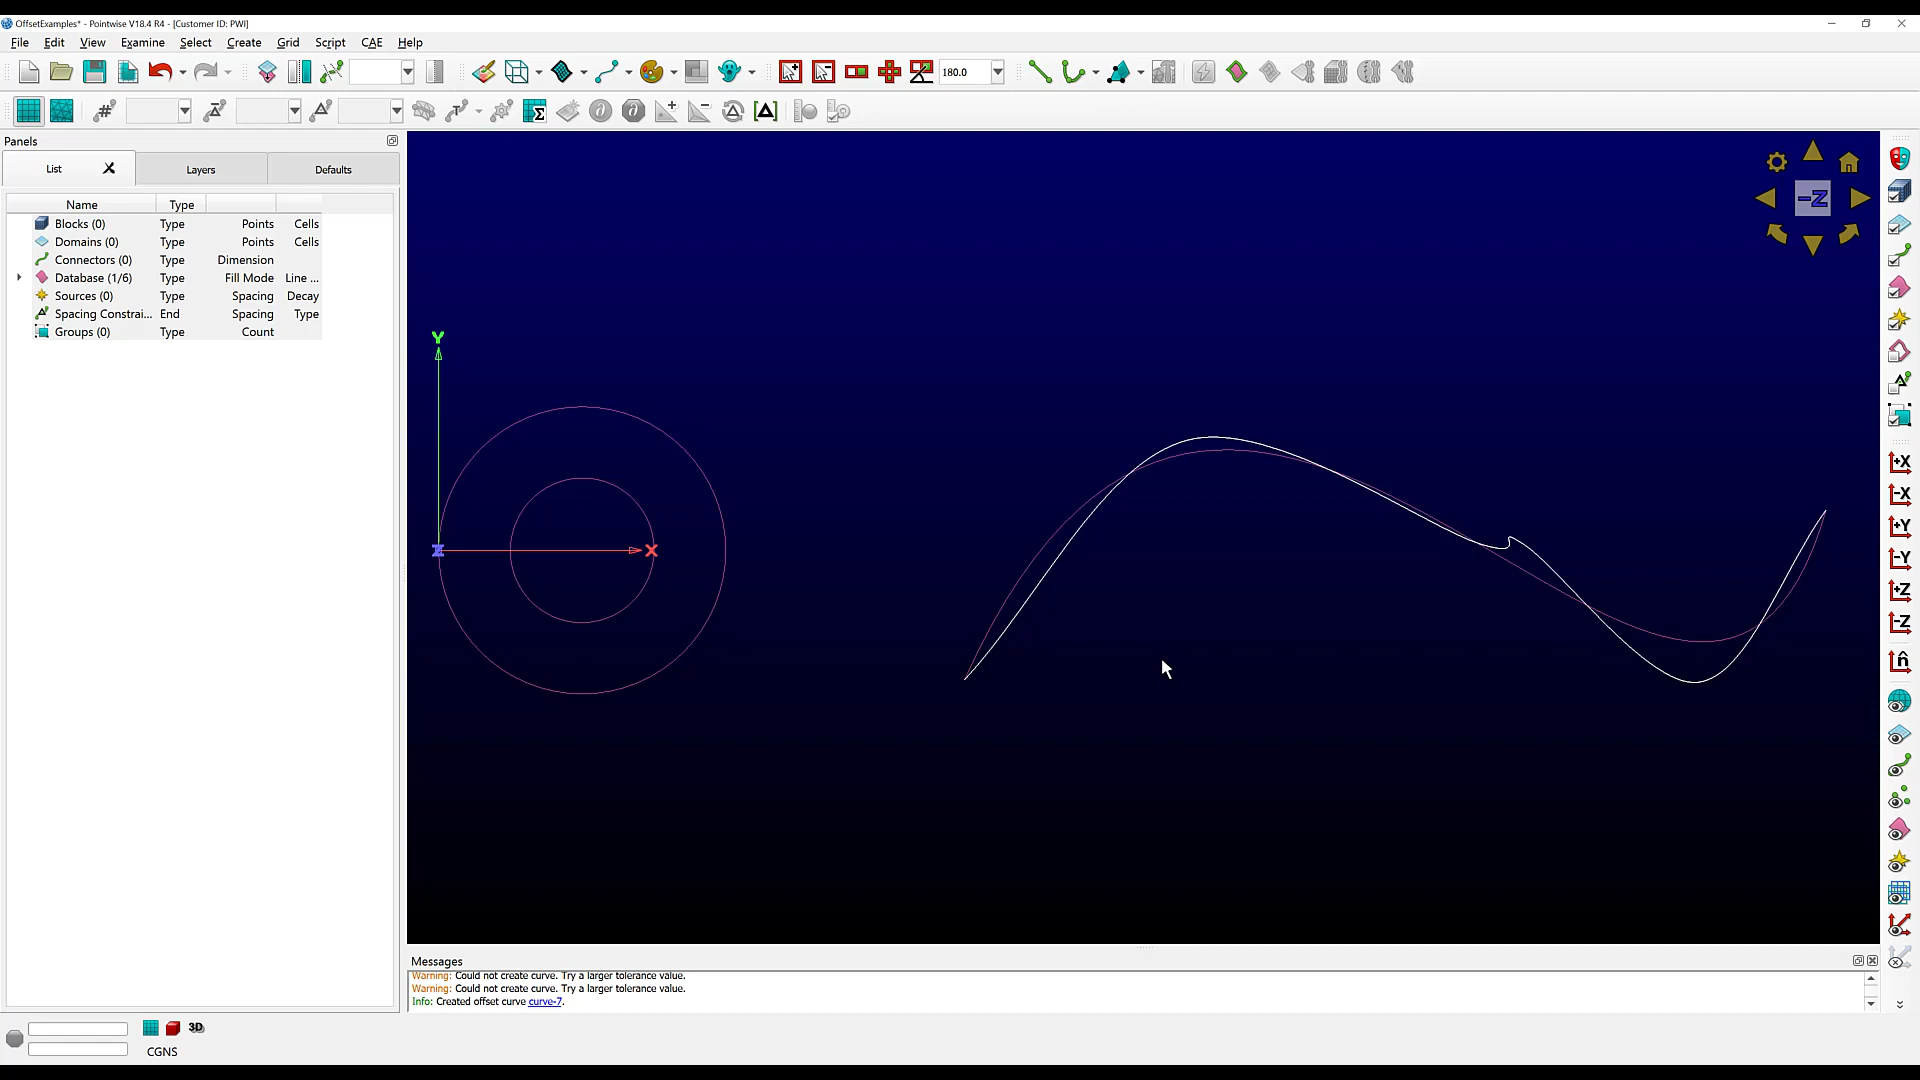 OffsetExamples* - Pointwise V18.4 R4 - [Customer ID: PWI]
File Edit View Examine Select Create Grid Script CAE Help
180.0
Panels
List Layers Defaults
Name Type
Blocks (0) Type Points Cells
Domains (0) Type Points Cells
Connectors (0) Type Dimension
Database (1/6) Type Fill Mode Line ...
Sources (0) Type Spacing Decay
Spacing Constrai... End Spacing Type
Groups (0) Type Count
Y
Z
X
-Z
+X
-X
+Y
-Y
+Z
-Z
n̂
Messages
Warning: Could not create curve. Try a larger tolerance value.
Warning: Could not create curve. Try a larger tolerance value.
Info: Created offset curve curve-7.
3D
CGNS